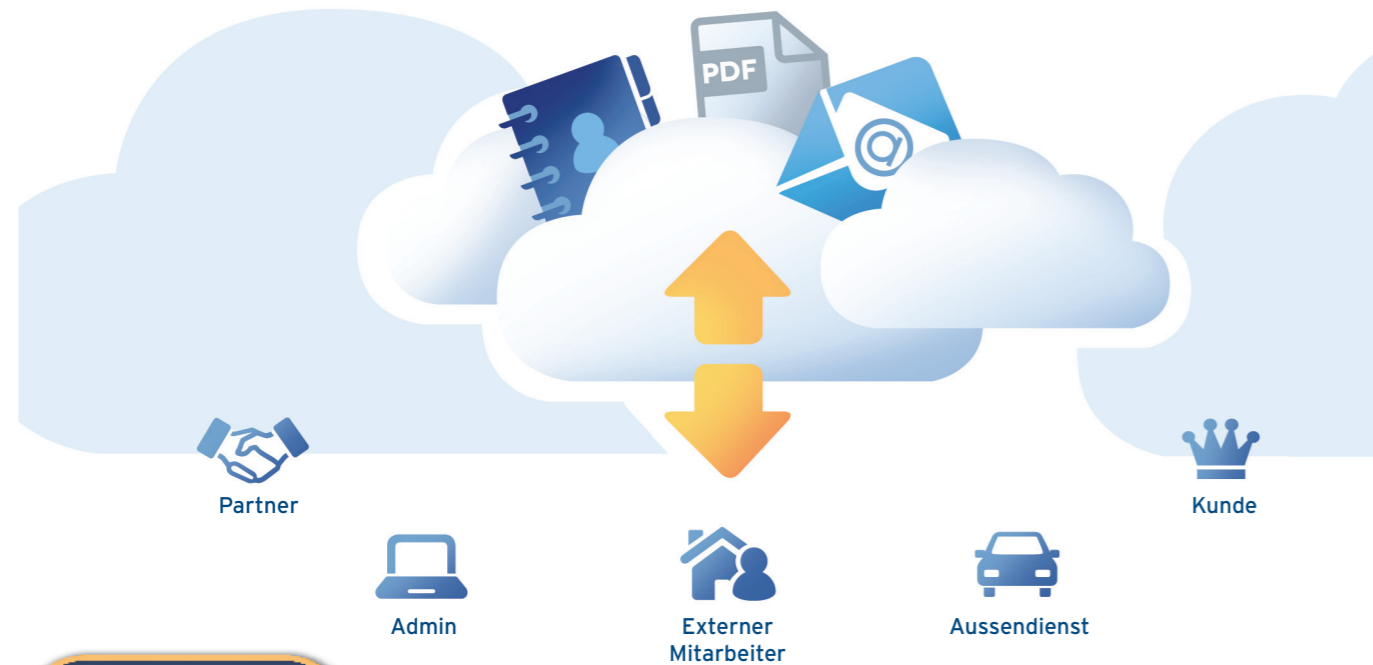 PDF
@
Partner
Kunde
Admin
Externer
Mitarbeiter
Aussendienst